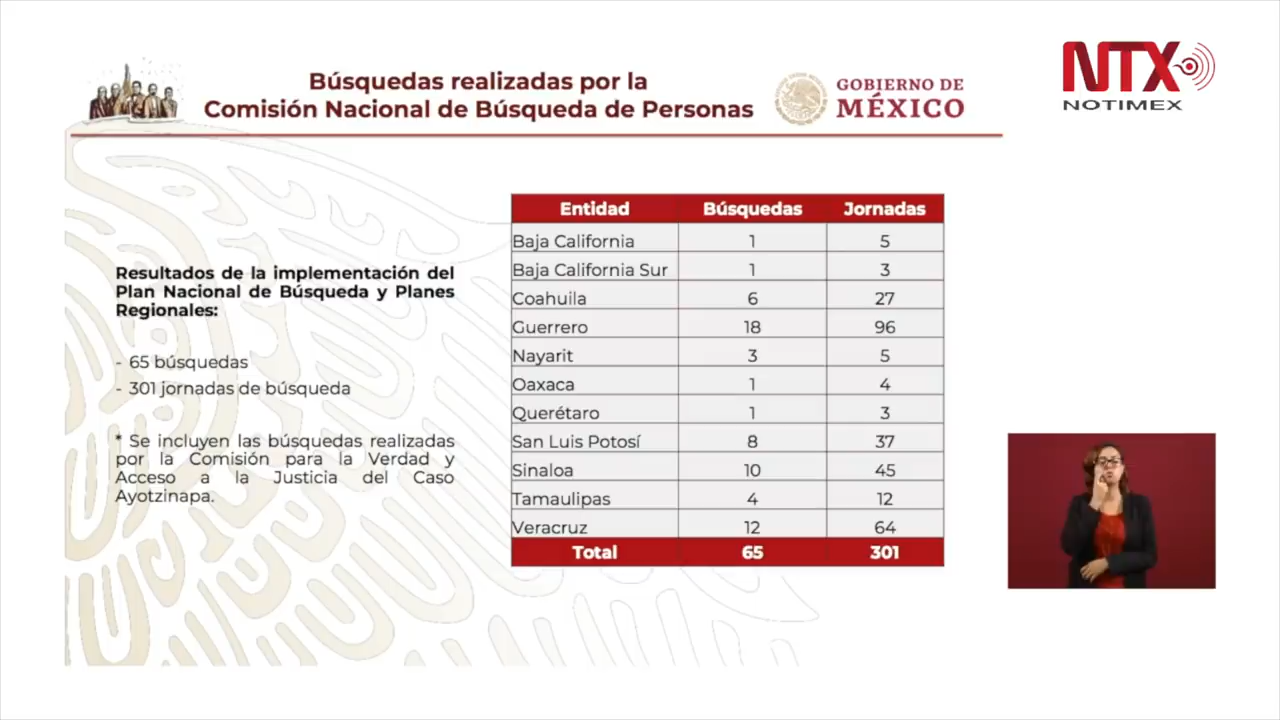 Búsquedas realizadas por la
Comisión Nacional de Búsqueda de Personas
GOBIERNO DE
MÉXICO
NTX
NOTIMEX
Resultados de la implementación del
Plan Nacional de Búsqueda y Planes
Regionales:
- 65 búsquedas
- 301 jornadas de búsqueda
* Se incluyen las búsquedas realizadas
por la Comisión para la Verdad y
Acceso a la Justicia del Caso
Ayotzinapa.
Entidad Búsquedas Jornadas
Baja California 1 5
Baja California Sur 1 3
Coahuila 6 27
Guerrero 18 96
Nayarit 3 5
Oaxaca 1 4
Querétaro 1 3
San Luis Potosí 8 37
Sinaloa 10 45
Tamaulipas 4 12
Veracruz 12 64
Total 65 301